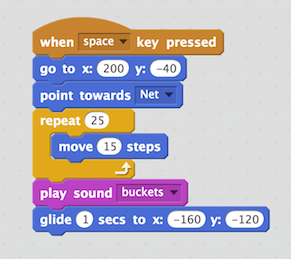 when space key pressed
go to x: 200 y: -40
point towards Net
repeat 25
move 15 steps
play sound buckets
glide 1 secs to x: -160 y: -120